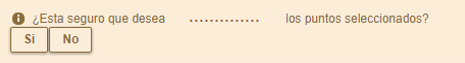 ¿Esta seguro que desea .............. los puntos seleccionados?
Si No